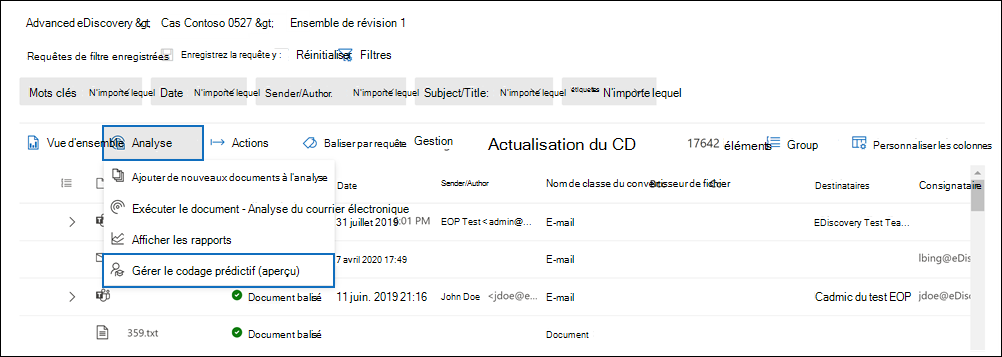 Advanced eDiscovery &gt; Cas Contoso 0527 &gt; Ensemble de révision 1
Requêtes de filtre enregistrées Enregistrez la requête y : Réinitialiser Filtres
Mots clés N'importe lequel Date N'importe lequel Sender/Author. N'importe lequel Subject/Title: N'importe lequel étiquettes N'importe lequel
Vue d'ensemble Analyse Actions Baliser par requête Gestion Actualisation du CD 17642 éléments Group Personnaliser les colonnes
Ajouter de nouveaux documents à l'analyse
Date Sender/Author Nom de classe du convertisseur de fichier Destinataires Consignataire
Exécuter le document - Analyse du courrier électronique
31 juillet 2019 :01 PM EOP Test <admin@... E-mail EDiscovery Test Tea...
Afficher les rapports
7 avril 2020 17:49 E-mail lbing@eDis
Gérer le codage prédictif (aperçu)
Document balisé 11 juin. 2019 21:16 John Doe <jdoe@e... E-mail Cadmic du test EOP jdoe@eDisc
359.txt Document balisé Document